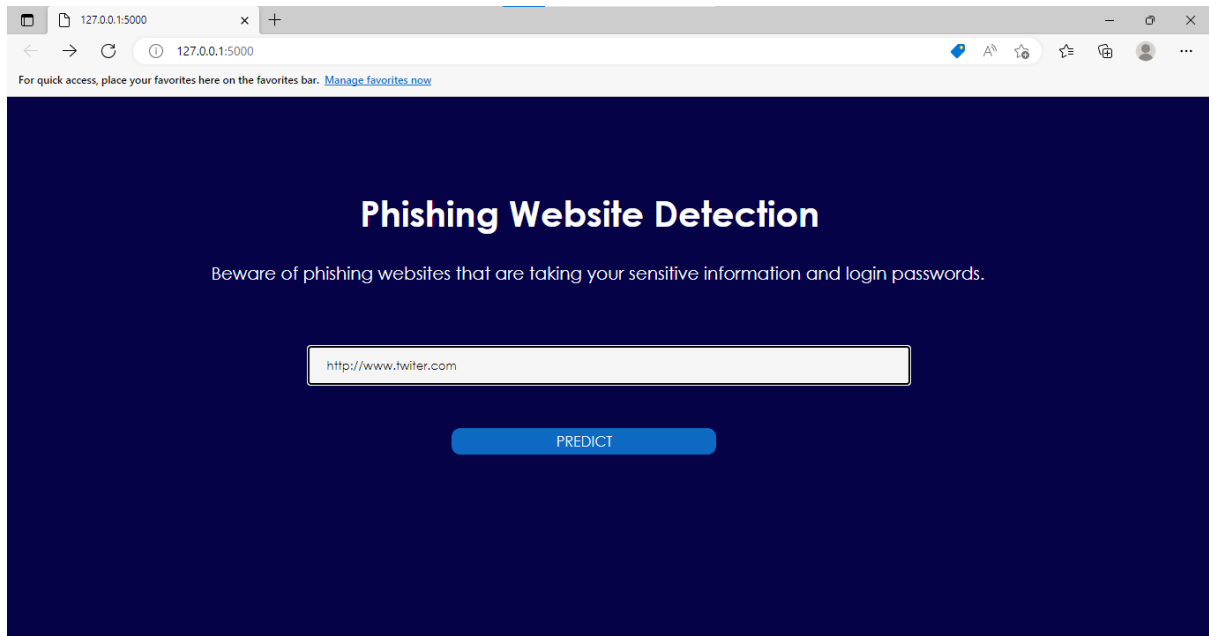 127.0.0.1:5000
127.0.0.1:5000
For quick access, place your favorites here on the favorites bar. Manage favorites now
Phishing Website Detection
Beware of phishing websites that are taking your sensitive information and login passwords.
http://www.twiter.com
PREDICT